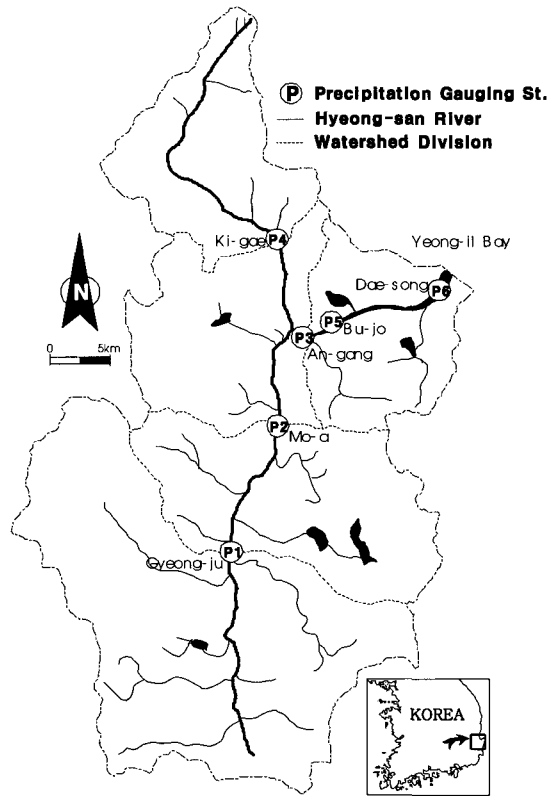 P Precipitation Gauging St.
Hyeong-san River
Watershed Division
Ki-gae
P4
Yeong-il Bay
Dae-song
P6
N
P5
Bu-jo
0 5km
P3
An-gang
P2
Mo-a
Gyeong-ju
P1
KOREA